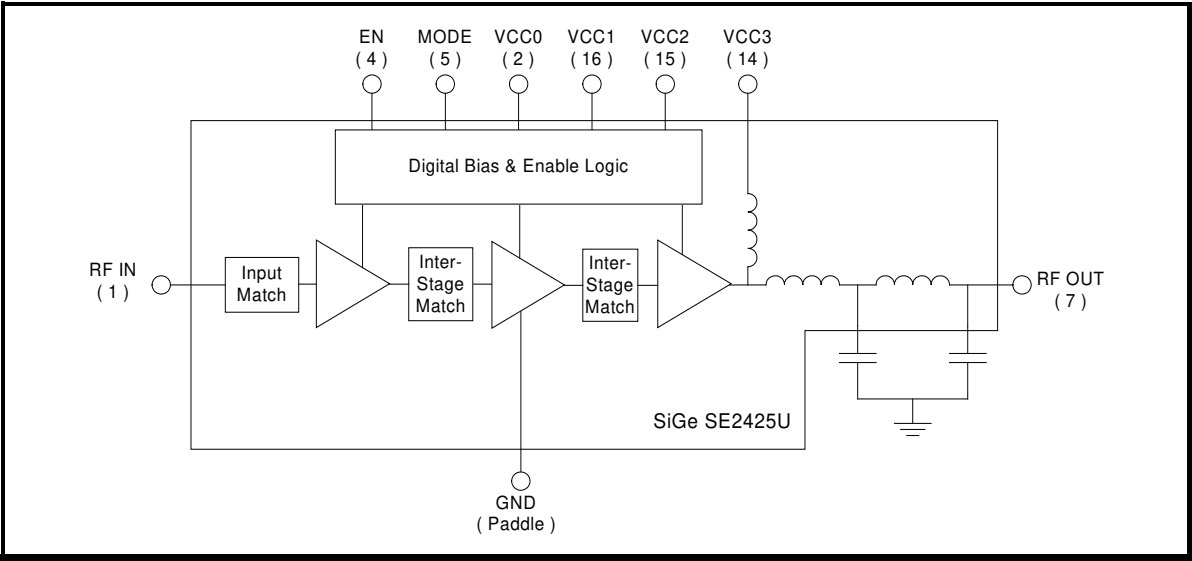 EN MODE VCC0 VCC1 VCC2 VCC3
( 4 ) ( 5 ) ( 2 ) ( 16 ) ( 15 ) ( 14 )
Digital Bias & Enable Logic
RF IN
( 1 )
Input
Match
Inter-
Stage
Match
Inter-
Stage
Match
RF OUT
( 7 )
SiGe SE2425U
GND
( Paddle )